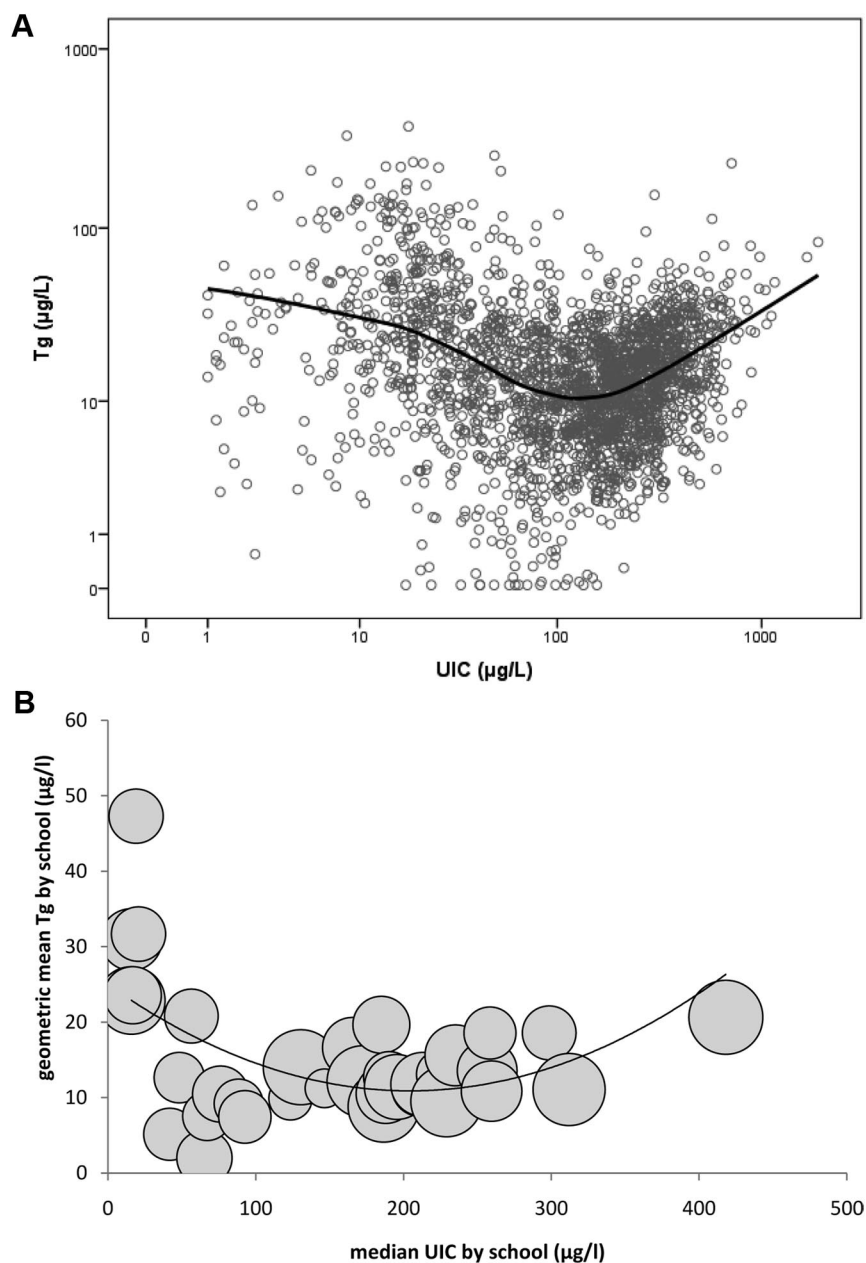 A
1000
100
10
1
0
Tg (µg/L)
0 1 10 100 1000
UIC (µg/L)
B
60
50
40
30
20
10
0
geometric mean Tg by school (µg/l)
0 100 200 300 400 500
median UIC by school (µg/l)